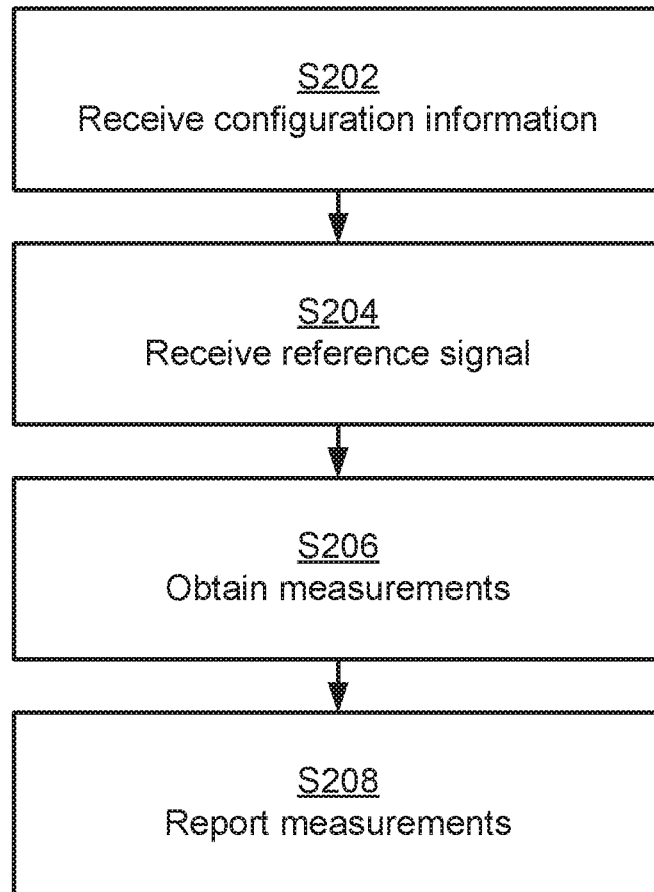 S202
Receive configuration information
S204
Receive reference signal
S206
Obtain measurements
S208
Report measurements